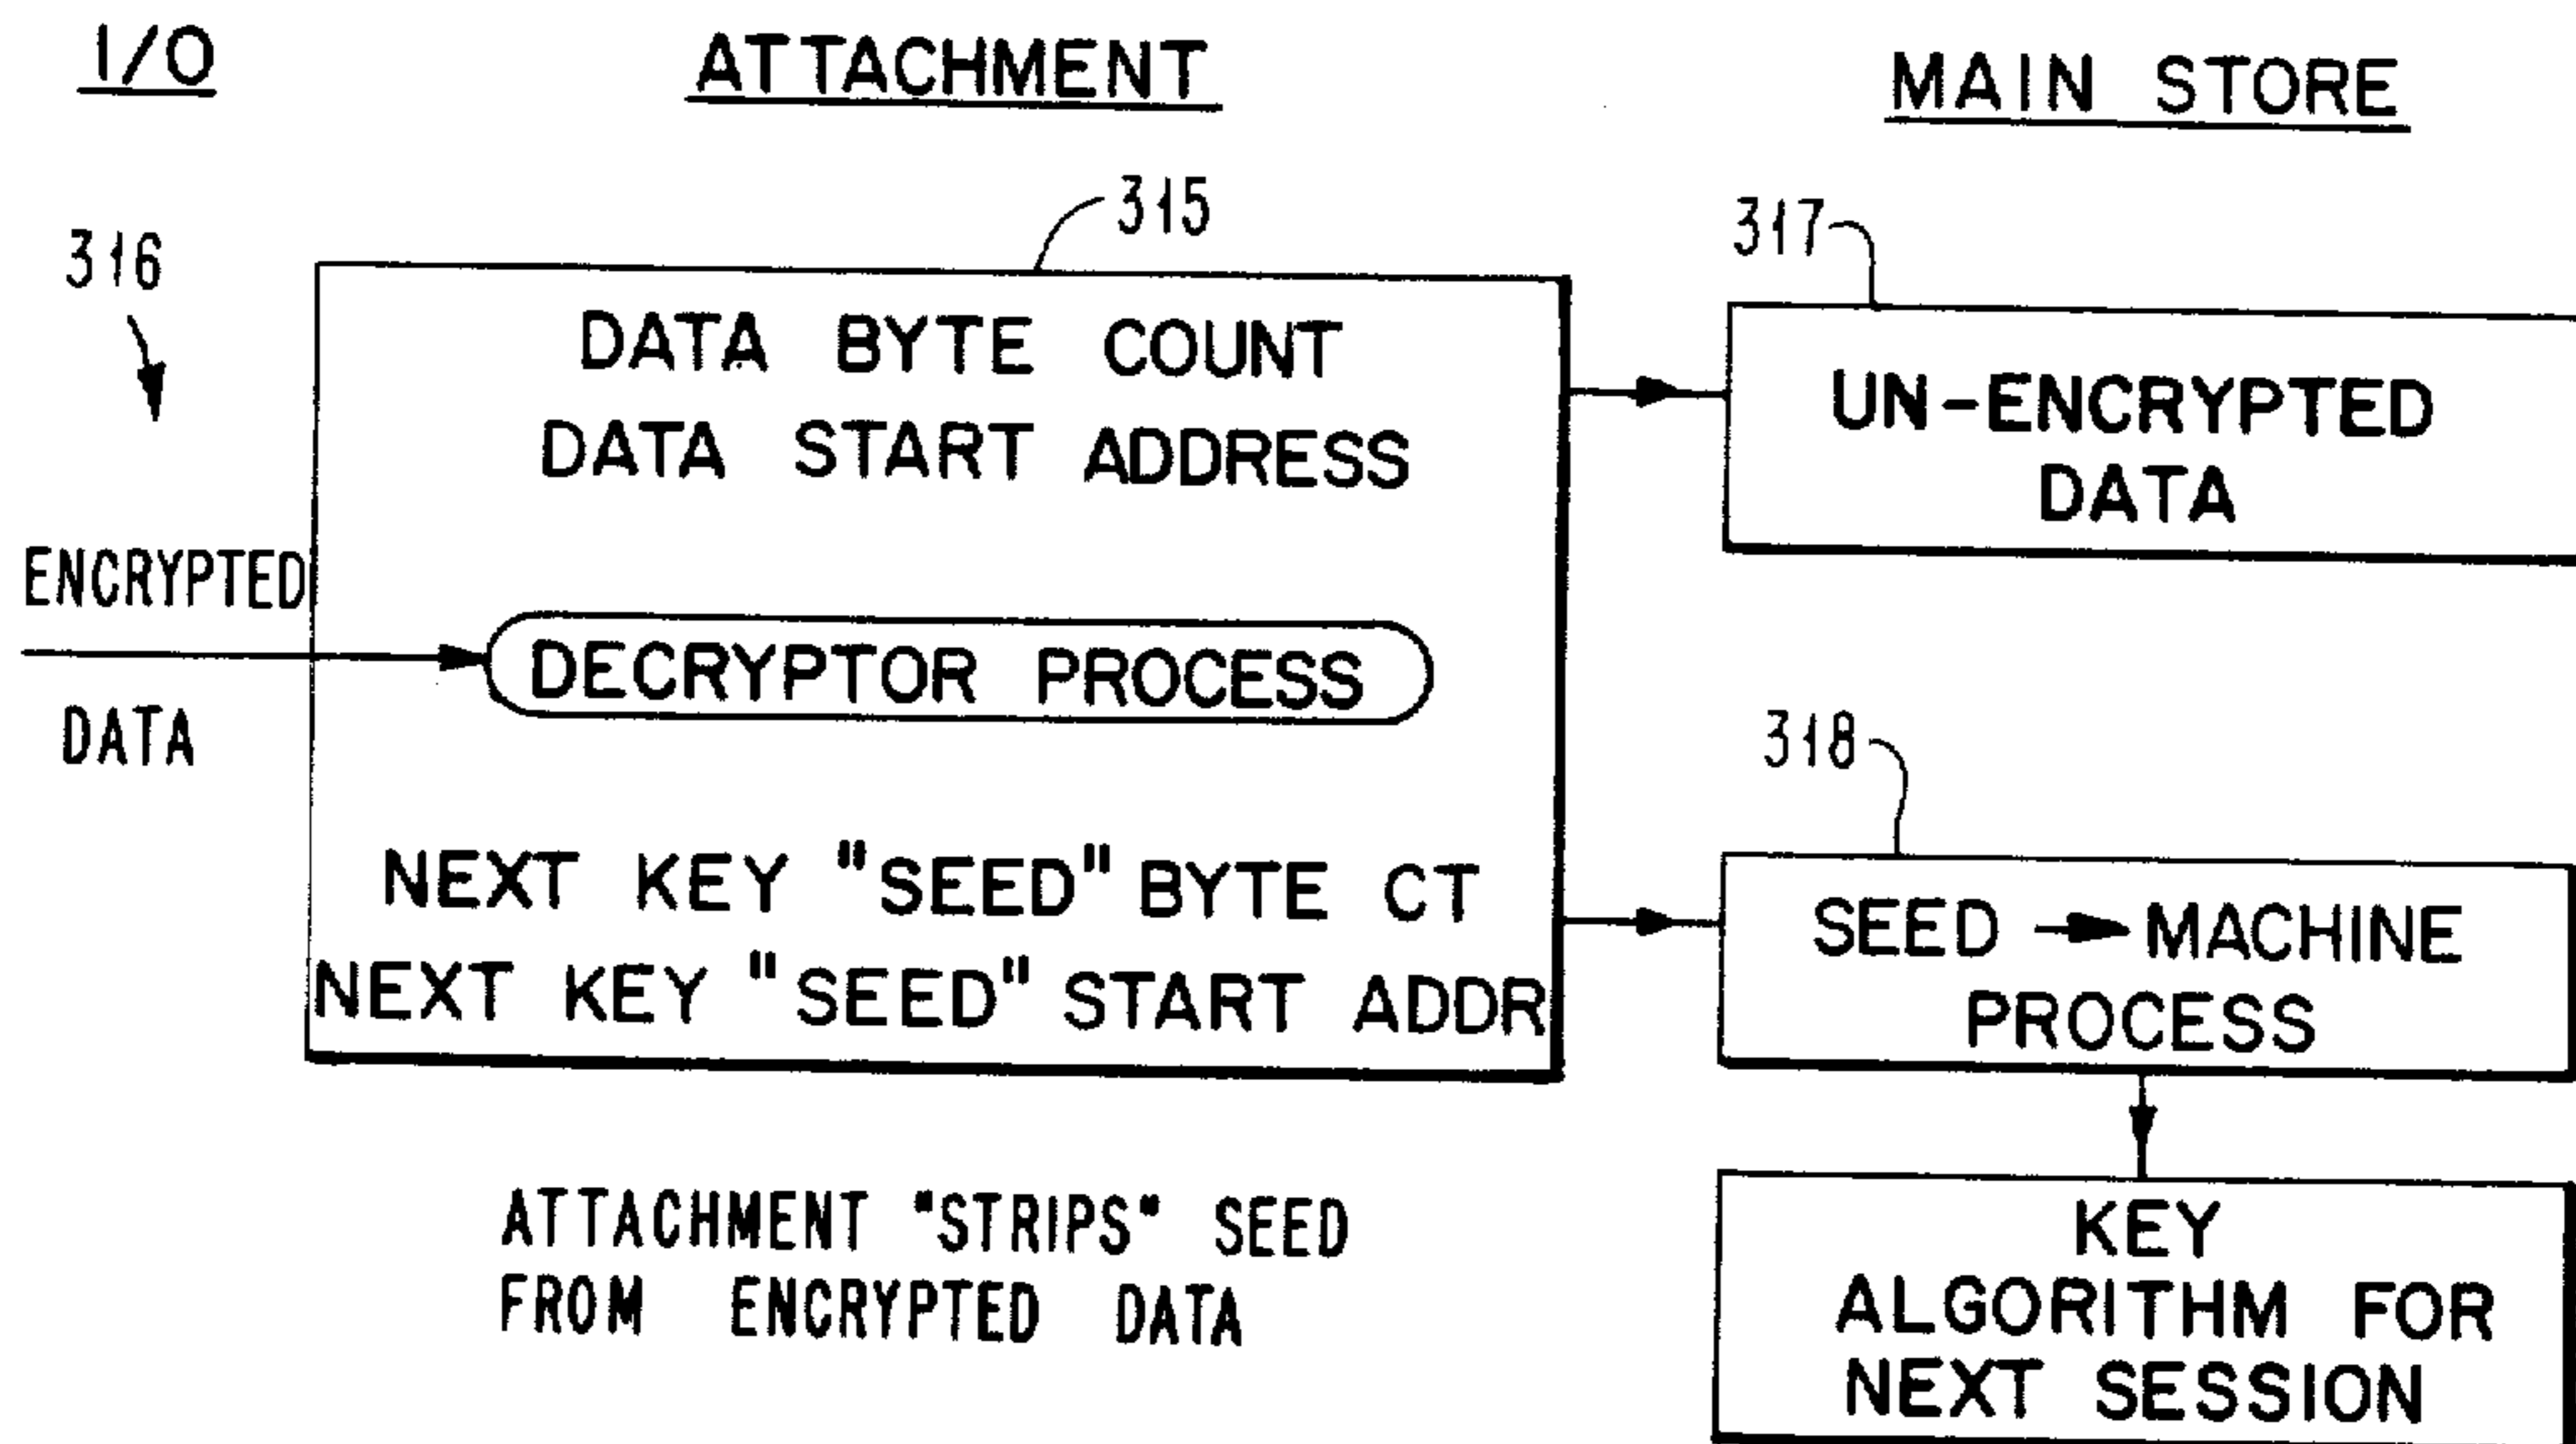 I/O
ATTACHMENT
MAIN STORE
316
315
317
DATA BYTE COUNT
DATA START ADDRESS
UN-ENCRYPTED
DATA
ENCRYPTED
DATA
DECRYPTOR PROCESS
318
NEXT KEY "SEED" BYTE CT
NEXT KEY "SEED" START ADDR
SEED → MACHINE
PROCESS
ATTACHMENT "STRIPS" SEED
FROM ENCRYPTED DATA
KEY
ALGORITHM FOR
NEXT SESSION